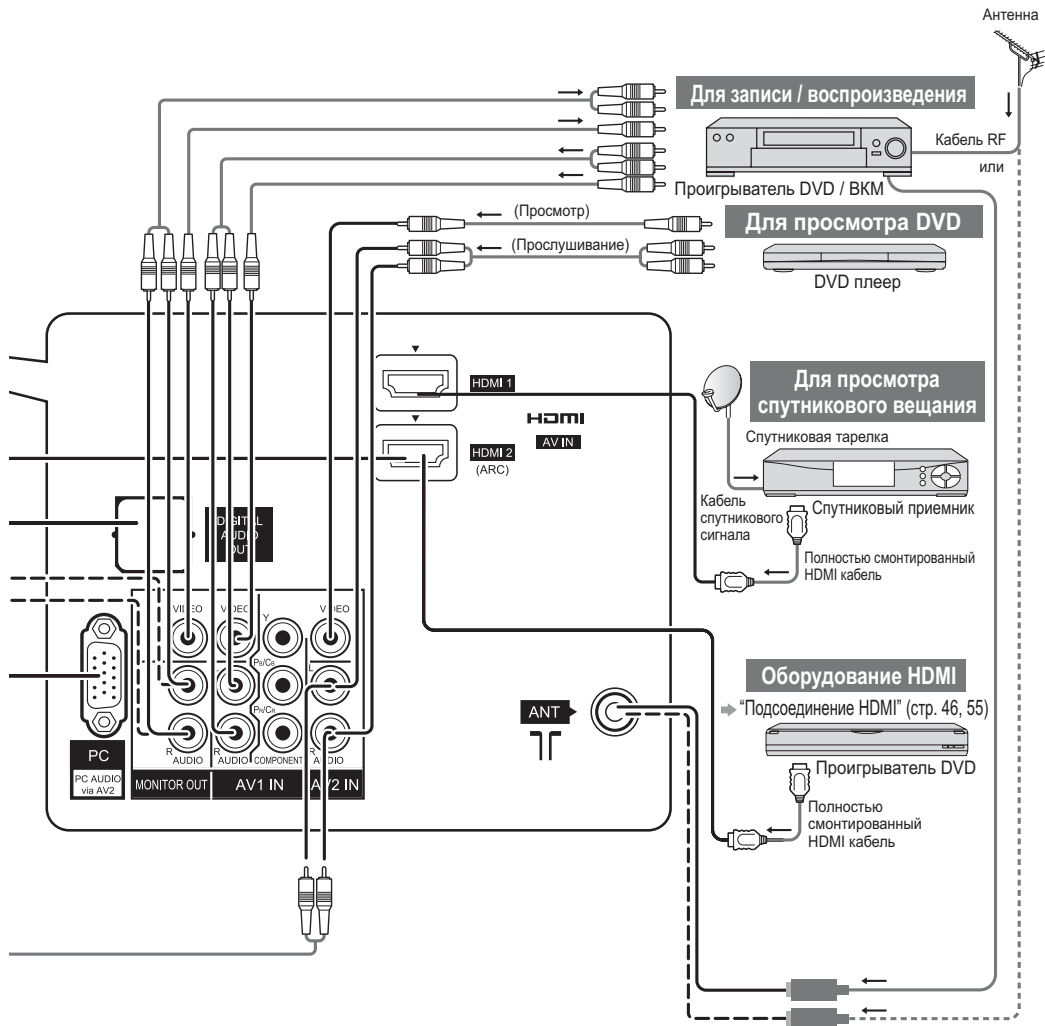 Антенна
Для записи / воспроизведения
Кабель RF
или
Проигрыватель DVD / ВКМ
(Просмотр)
Для просмотра DVD
(Прослушивание)
DVD плеер
HDMI 1
HDMI
AV IN
HDMI 2
(ARC)
Для просмотра
спутникового вещания
Спутниковая тарелка
Кабель
спутникового
сигнала
Спутниковый приемник
Полностью смонтированный
HDMI кабель
DIGITAL
AUDIO
OUT
VIDEO
VIDEO
Y
VIDEO
L
PB/CB
PR/CR
R
AUDIO
R
AUDIO
COMPONENT
R
AUDIO
PC
PC AUDIO
via AV2
MONITOR OUT
AV1 IN
AV2 IN
ANT
Оборудование HDMI
“Подсоединение HDMI” (стр. 46, 55)
Проигрыватель DVD
Полностью
смонтированный
HDMI кабель